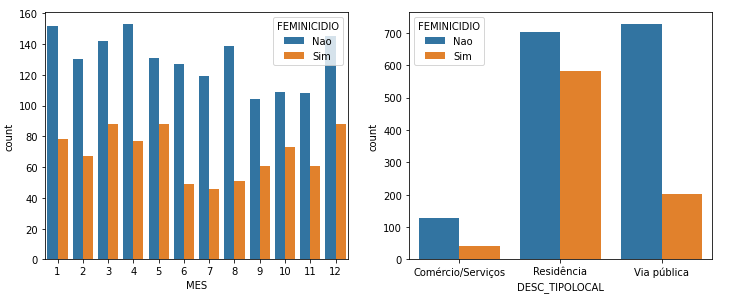 160
140
120
100
80
60
40
20
0
count
FEMINICIDIO
Nao
Sim
1 2 3 4 5 6 7 8 9 10 11 12
MES
700
600
500
400
300
200
100
0
count
FEMINICIDIO
Nao
Sim
Comércio/Serviços Residência Via pública
DESC_TIPOLOCAL